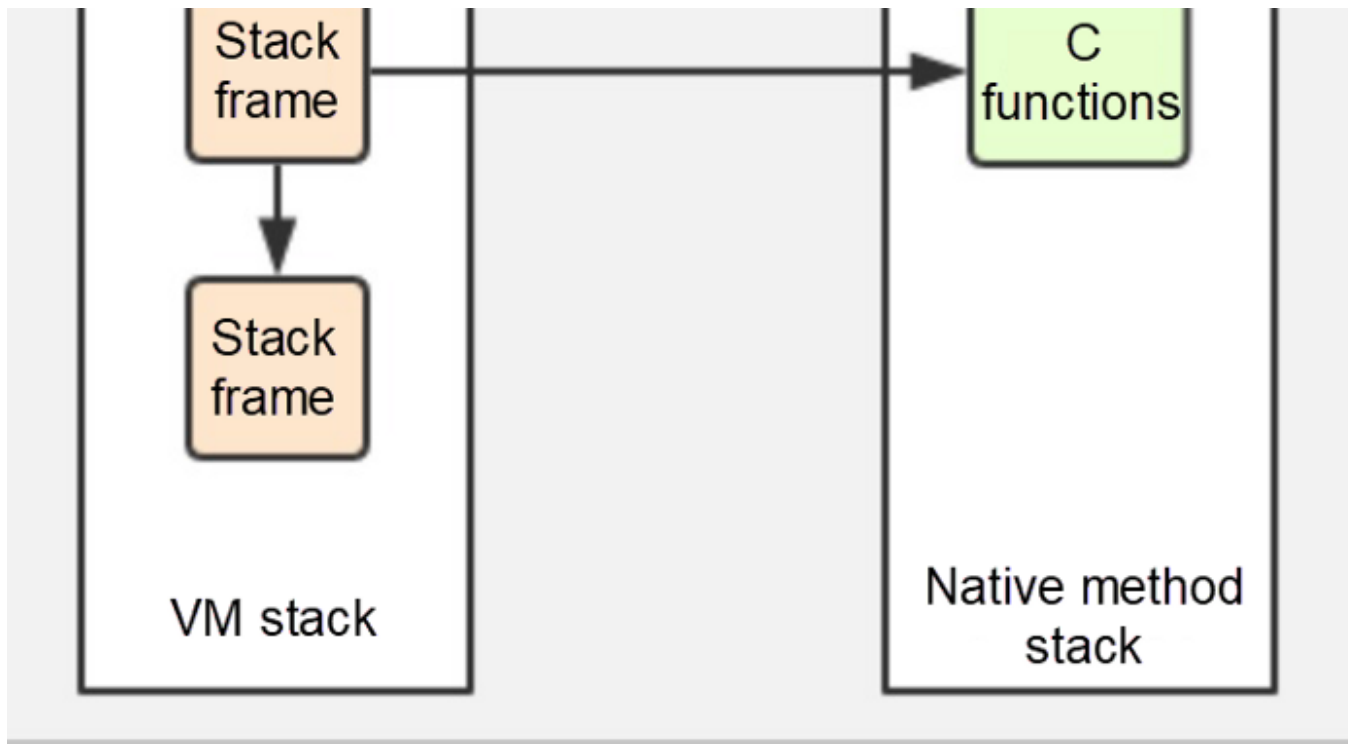 Stack
frame
C
functions
Stack
frame
VM stack
Native method
stack